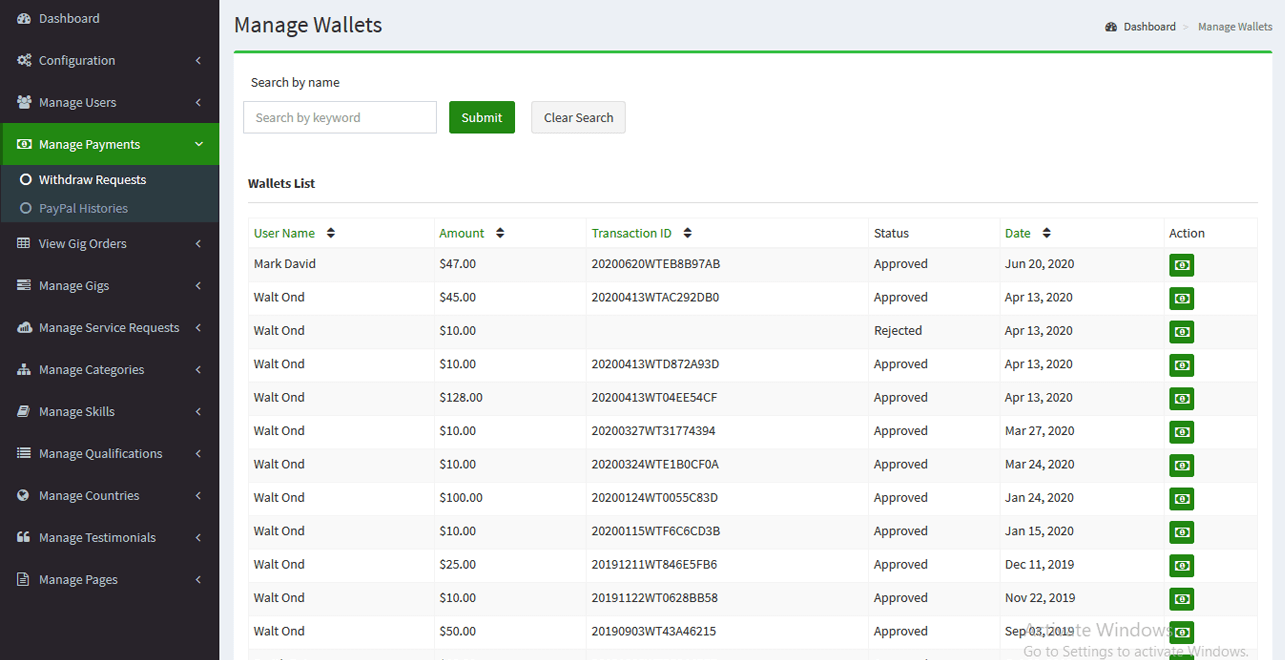 Dashboard
Configuration
Manage Users
Manage Payments
Withdraw Requests
PayPal Histories
View Gig Orders
Manage Gigs
Manage Service Requests
Manage Categories
Manage Skills
Manage Qualifications
Manage Countries
Manage Testimonials
Manage Pages
Manage Wallets
Dashboard > Manage Wallets
Search by name
Search by keyword Submit Clear Search
Wallets List
User Name Amount Transaction ID Status Date Action
Mark David $47.00 20200620WTEB8B97AB Approved Jun 20, 2020
Walt Ond $45.00 20200413WTAC292DB0 Approved Apr 13, 2020
Walt Ond $10.00 Rejected Apr 13, 2020
Walt Ond $10.00 20200413WTD872A93D Approved Apr 13, 2020
Walt Ond $128.00 20200413WT04EE54CF Approved Apr 13, 2020
Walt Ond $10.00 20200327WT31774394 Approved Mar 27, 2020
Walt Ond $10.00 20200324WTE1B0CF0A Approved Mar 24, 2020
Walt Ond $100.00 20200124WT0055C83D Approved Jan 24, 2020
Walt Ond $10.00 20200115WTF6C6CD3B Approved Jan 15, 2020
Walt Ond $25.00 20191211WT846E5FB6 Approved Dec 11, 2019
Walt Ond $10.00 20191122WT0628BB58 Approved Nov 22, 2019
Walt Ond $50.00 20190903WT43A46215 Approved Sep 03, 2019
Activate Windows
Go to Settings to activate Windows.